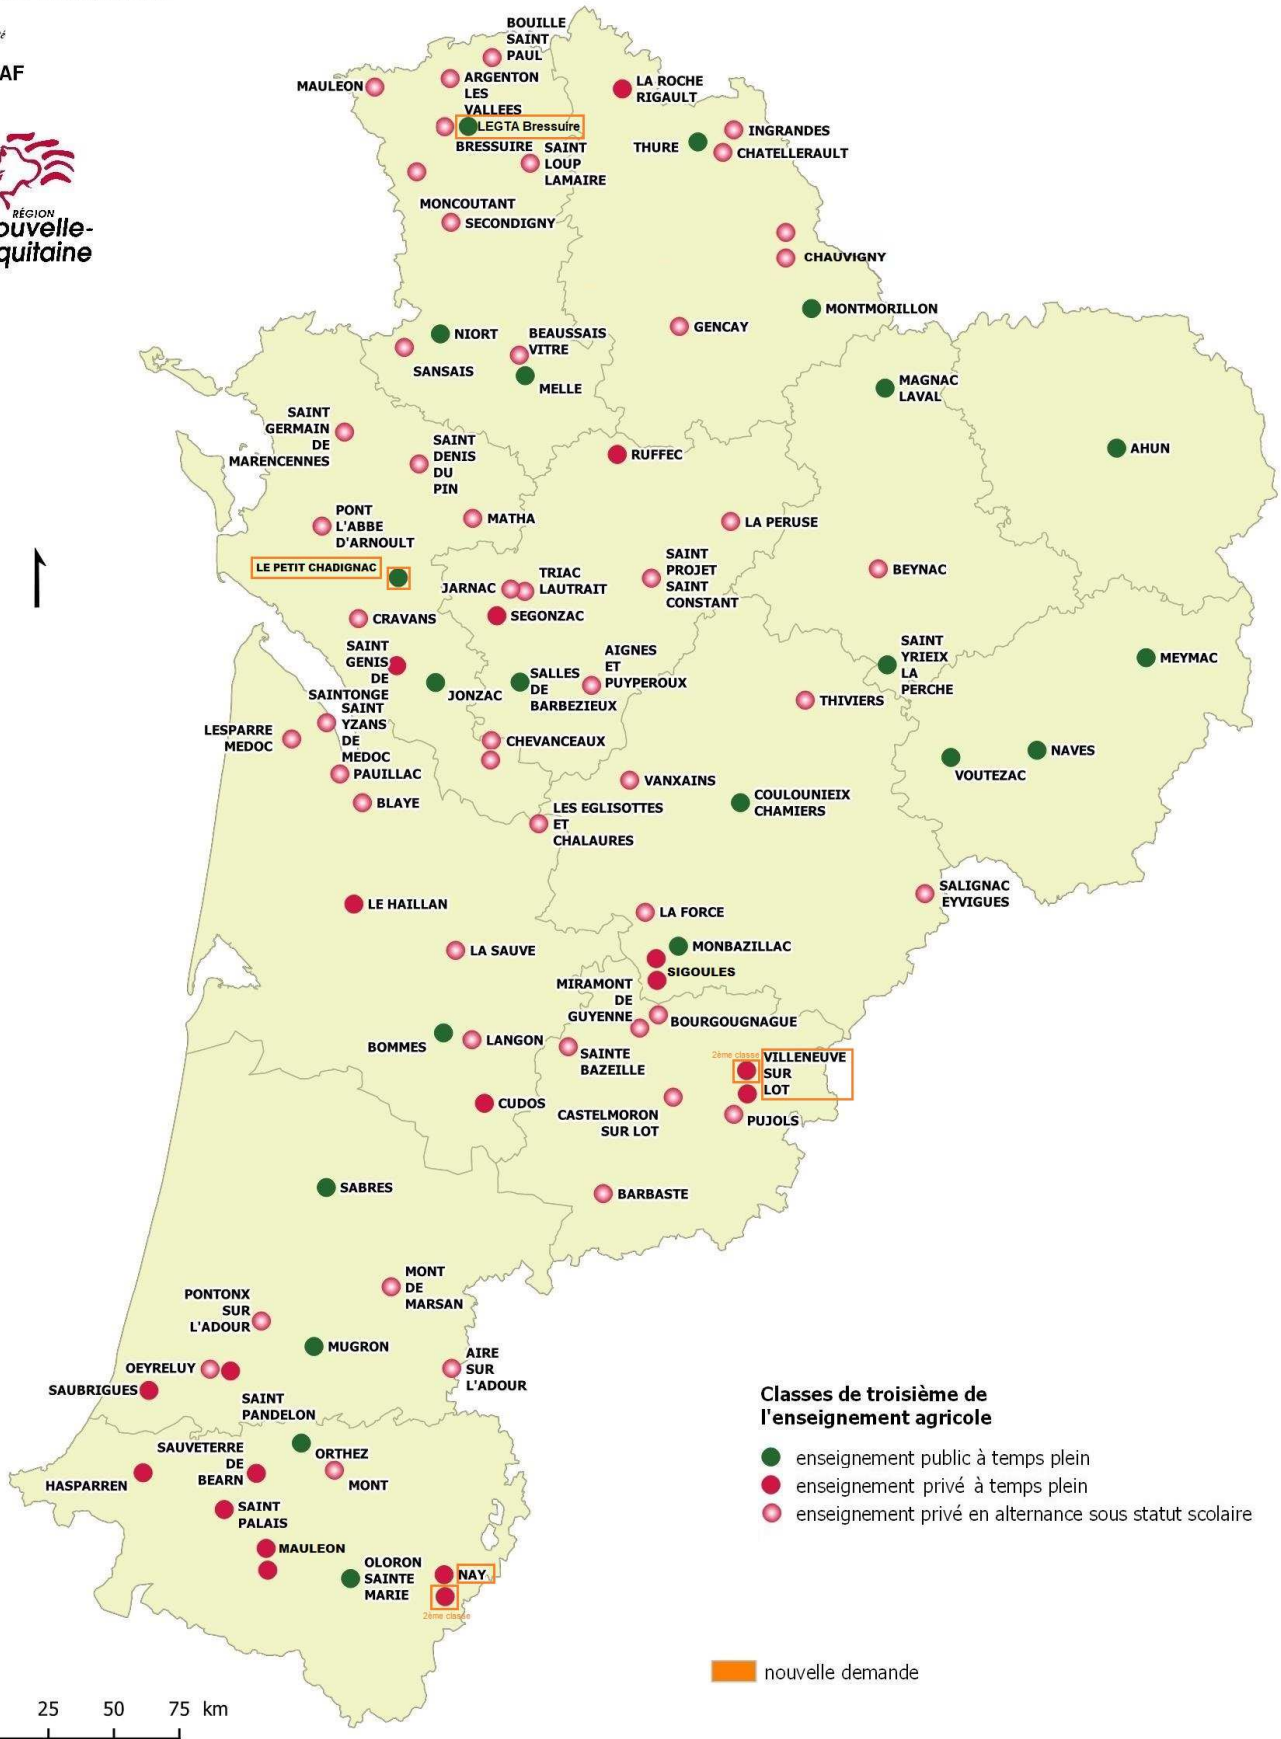 AF
RÉGION
ouvelle-
quitaine
BOUILLE
SAINT
PAUL
MAULEON
ARGENTON
LES
VALLEES
LA ROCHE
RIGAULT
LEGTA Bressuire
BRESSUIRE
SAINT
LOUP
LAMAIRE
THURE
INGRANDES
CHATELLERAULT
MONCOUTANT
SECONDIGNY
CHAUVIGNY
MONTMORILLON
GENCAY
NIORT
BEAUSSAIS
VITRE
SANSAIS
MELLE
MAGNAC
LAVAL
AHUN
SAINT
GERMAIN
DE
MARENCENNES
SAINT
DENIS
DU
PIN
RUFFEC
MATHA
LA PERUSE
PONT
L'ABBE
D'ARNOULT
LE PETIT CHADIGNAC
JARNAC
TRIAC
LAUTRAIT
SAINT
PROJET
SAINT
CONSTANT
BEYNAC
SEGONZAC
CRAVANS
SAINT
GENIS
DE
SAINTONGE
JONZAC
SALLES
DE
BARBEZIEUX
AIGNES
ET
PUYPEROUX
SAINT
YRIEIX
LA
PERCHE
MEYMAC
THIVIERS
SAINT
YZANS
DE
MEDOC
LESPARRE
MEDOC
CHEVANCEAUX
NAVES
VOUTEZAC
PAUILLAC
VANXAINS
COULOUNIEIX
CHAMIERS
BLAYE
LES EGLISOTTES
ET
CHALAURES
SALIGNAC
EYVIGUES
LE HAILLAN
LA FORCE
LA SAUVE
MONBAZILLAC
SIGOULES
MIRAMONT
DE
GUYENNE
BOURGOUGNAGUE
BOMMES
LANGON
SAINTE
BAZEILLE
2ème classe
VILLENEUVE
SUR
LOT
CUDOS
CASTELMORON
SUR LOT
PUJOLS
SABRES
BARBASTE
MONT
DE
MARSAN
PONTONX
SUR
L'ADOUR
MUGRON
OEYRELUY
AIRE
SUR
L'ADOUR
SAUBRIGUES
SAINT
PANDELON
Classes de troisième de
l'enseignement agricole
enseignement public à temps plein
enseignement privé à temps plein
enseignement privé en alternance sous statut scolaire
SAUVETERRE
DE
BEARN
ORTHEZ
MONT
HASPARREN
SAINT
PALAIS
MAULEON
OLORON
SAINTE
MARIE
NAY
2ème classe
nouvelle demande
25 50 75 km